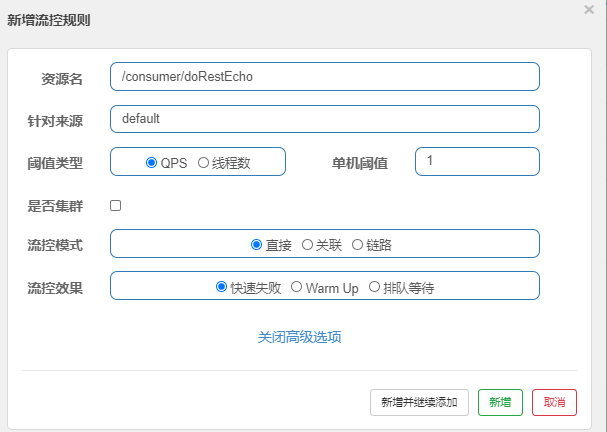 新增流控规则
×
资源名 /consumer/doRestEcho
针对来源 default
阈值类型 QPS 线程数 单机阈值 1
是否集群
流控模式 直接 关联 链路
流控效果 快速失败 Warm Up 排队等待
关闭高级选项
新增并继续添加 新增 取消